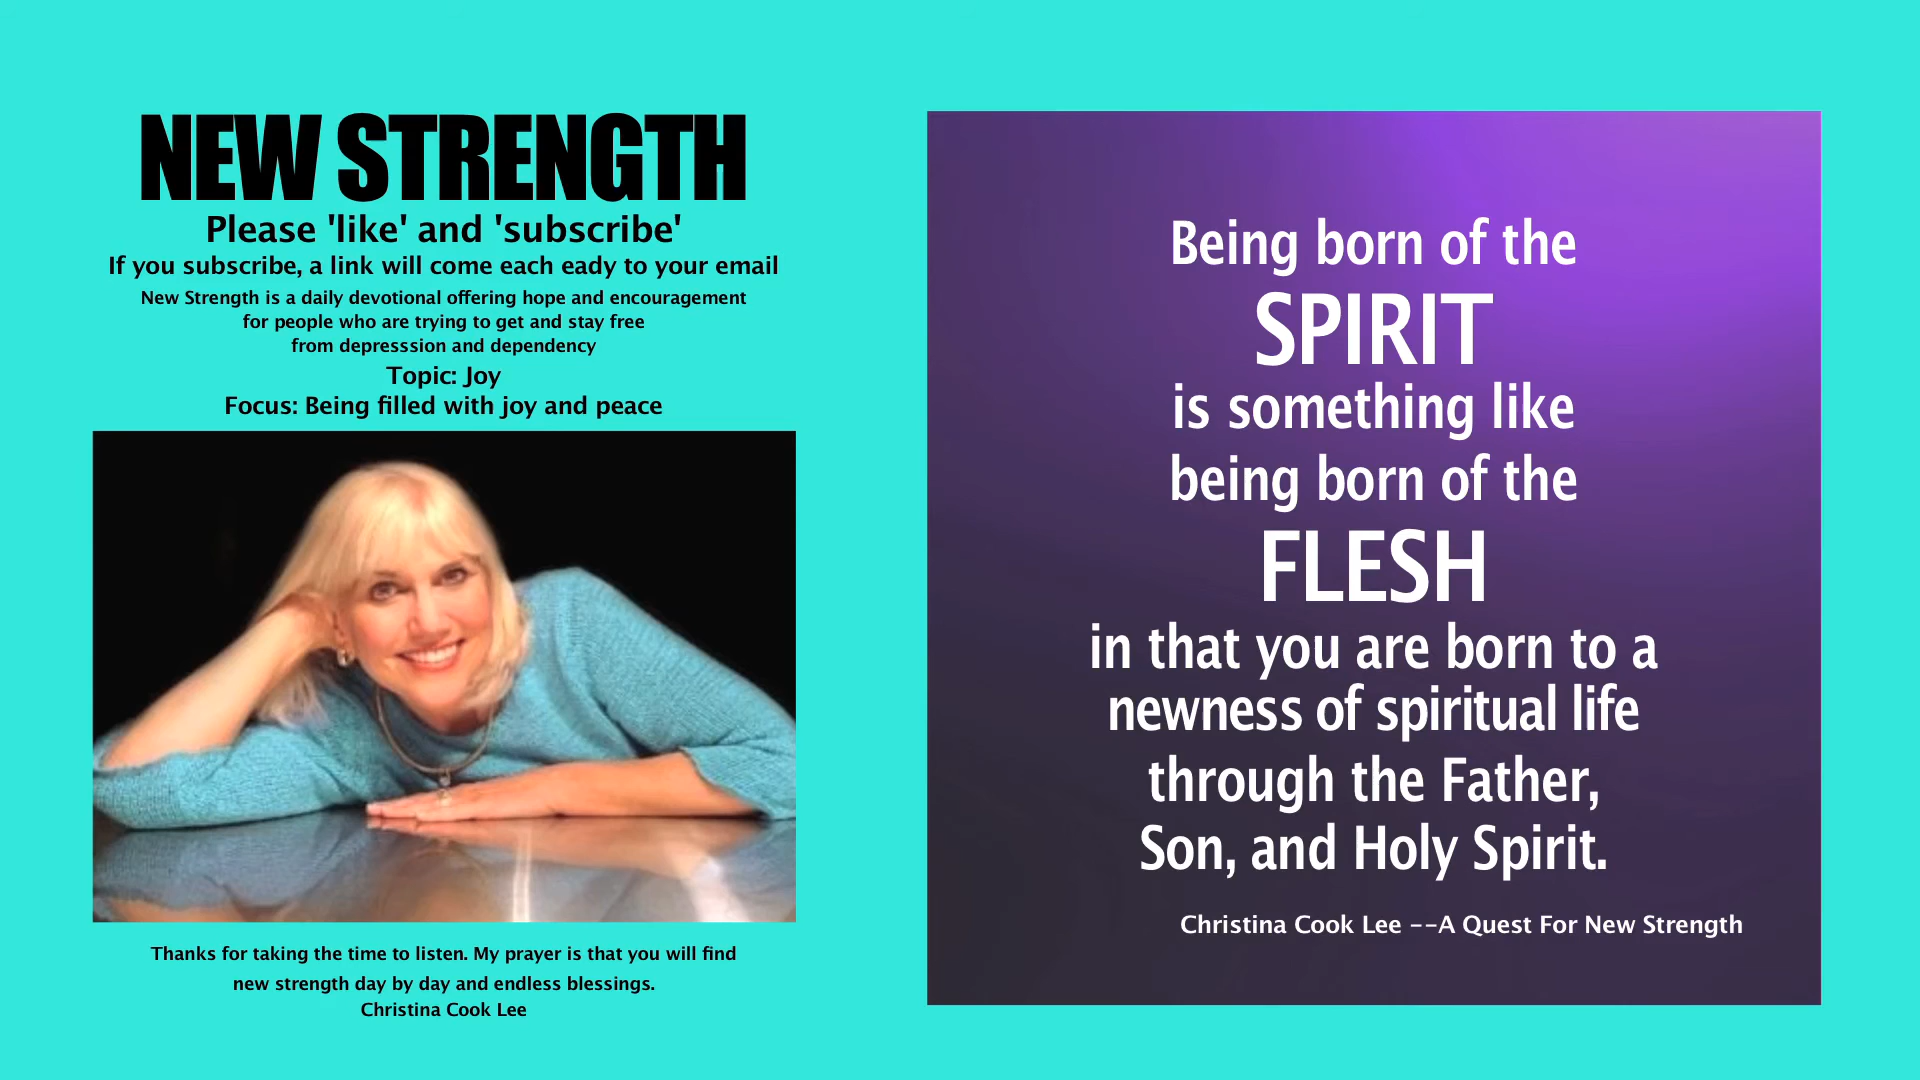 NEW STRENGTH
Please 'like' and 'subscribe'
If you subscribe, a link will come each eady to your email
New Strength is a daily devotional offering hope and encouragement
for people who are trying to get and stay free
from depresssion and dependency
Topic: Joy
Focus: Being filled with joy and peace
Thanks for taking the time to listen. My prayer is that you will find
new strength day by day and endless blessings.
Christina Cook Lee
Being born of the
SPIRIT
is something like
being born of the
FLESH
in that you are born to a
newness of spiritual life
through the Father,
Son, and Holy Spirit.
Christina Cook Lee --A Quest For New Strength